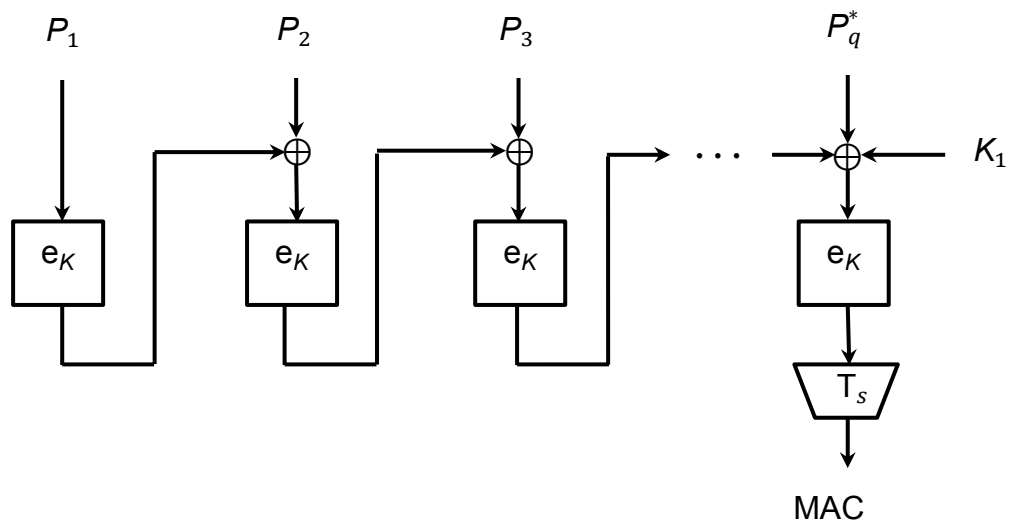 P₁ P₂ P₃ P*q
· · · K₁
eK eK eK eK
Tₛ
MAC